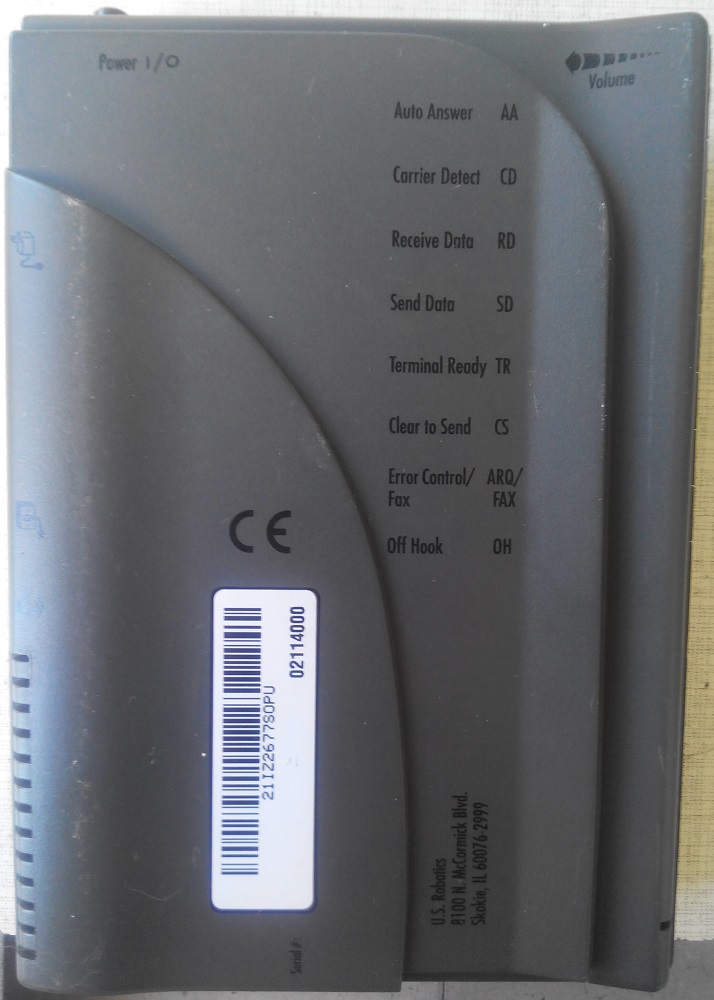 Power I/O
Volume
Auto Answer AA
Carrier Detect CD
Receive Data RD
Send Data SD
Terminal Ready TR
Clear to Send CS
Error Control/ ARQ/
Fax FAX
Off Hook OH
CE
02114000
21IZ2677SOPU
U.S. Robotics
8100 N. McCormick Blvd.
Skokie, IL 60076-2999
Serial #: